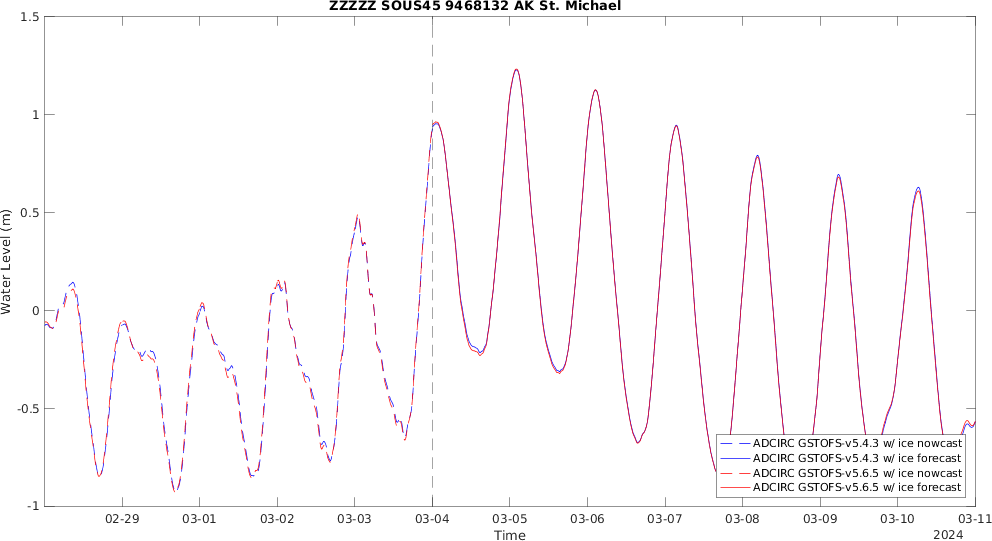 ZZZZZ SOUS45 9468132 AK St. Michael
1.5
1
0.5
0
-0.5
-1
Water Level (m)
02-29 03-01 03-02 03-03 03-04 03-05 03-06 03-07 03-08 03-09 03-10 03-11
Time
2024
ADCIRC GSTOFS-v5.4.3 w/ ice nowcast
ADCIRC GSTOFS-v5.4.3 w/ ice forecast
ADCIRC GSTOFS-v5.6.5 w/ ice nowcast
ADCIRC GSTOFS-v5.6.5 w/ ice forecast